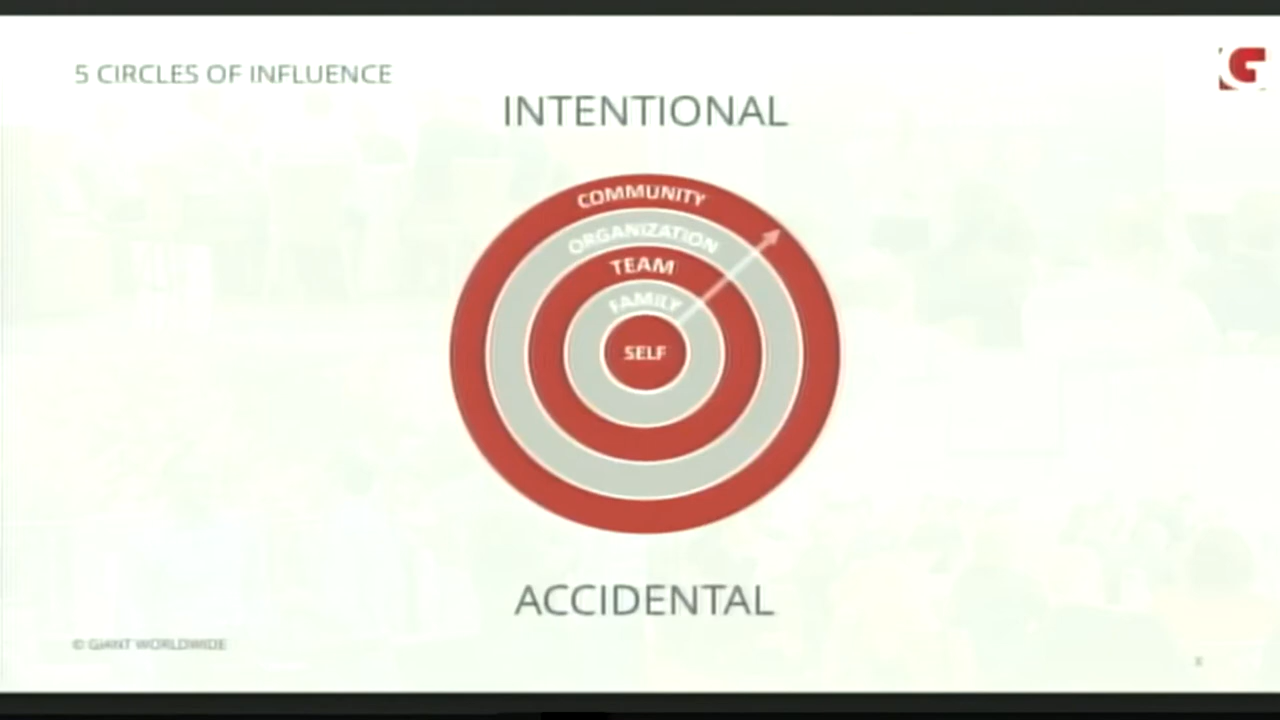 5 CIRCLES OF INFLUENCE
INTENTIONAL
COMMUNITY
ORGANIZATION
TEAM
FAMILY
SELF
ACCIDENTAL
© GIANT WORLDWIDE